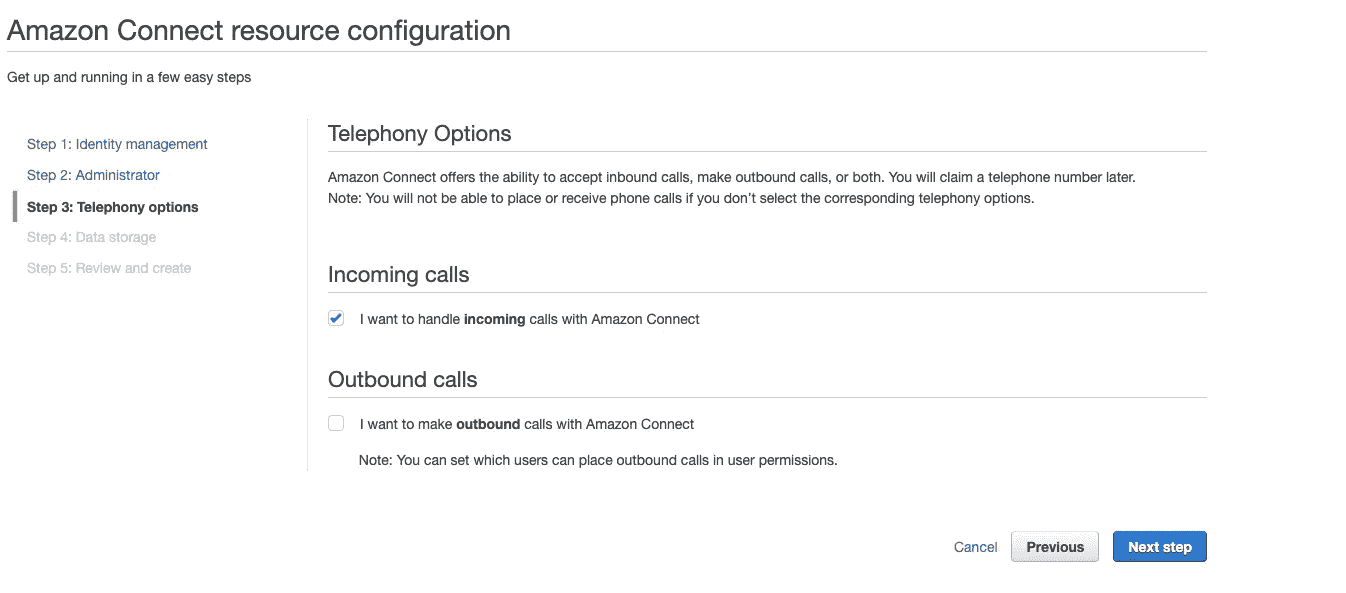 Amazon Connect resource configuration
Get up and running in a few easy steps
Step 1: Identity management
Step 2: Administrator
Step 3: Telephony options
Step 4: Data storage
Step 5: Review and create
Telephony Options
Amazon Connect offers the ability to accept inbound calls, make outbound calls, or both. You will claim a telephone number later.
Note: You will not be able to place or receive phone calls if you don’t select the corresponding telephony options.
Incoming calls
I want to handle incoming calls with Amazon Connect
Outbound calls
I want to make outbound calls with Amazon Connect
Note: You can set which users can place outbound calls in user permissions.
Cancel
Previous
Next step